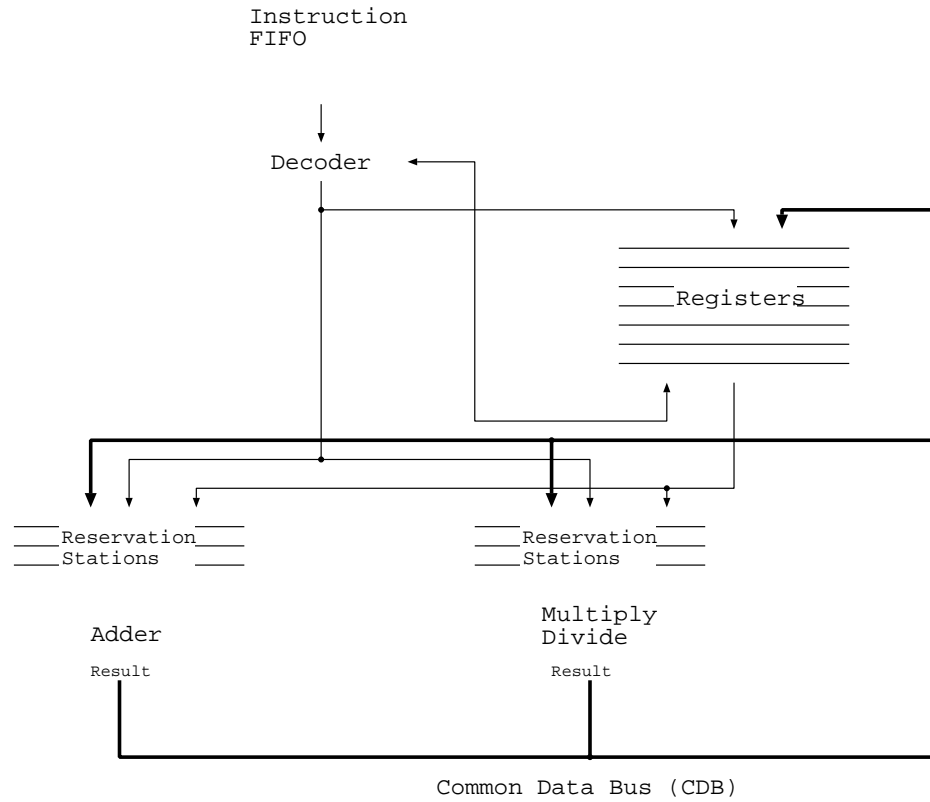 Instruction
FIFO
Decoder
Registers
Reservation
Stations
Reservation
Stations
Adder
Multiply
Divide
Result
Result
Common Data Bus (CDB)